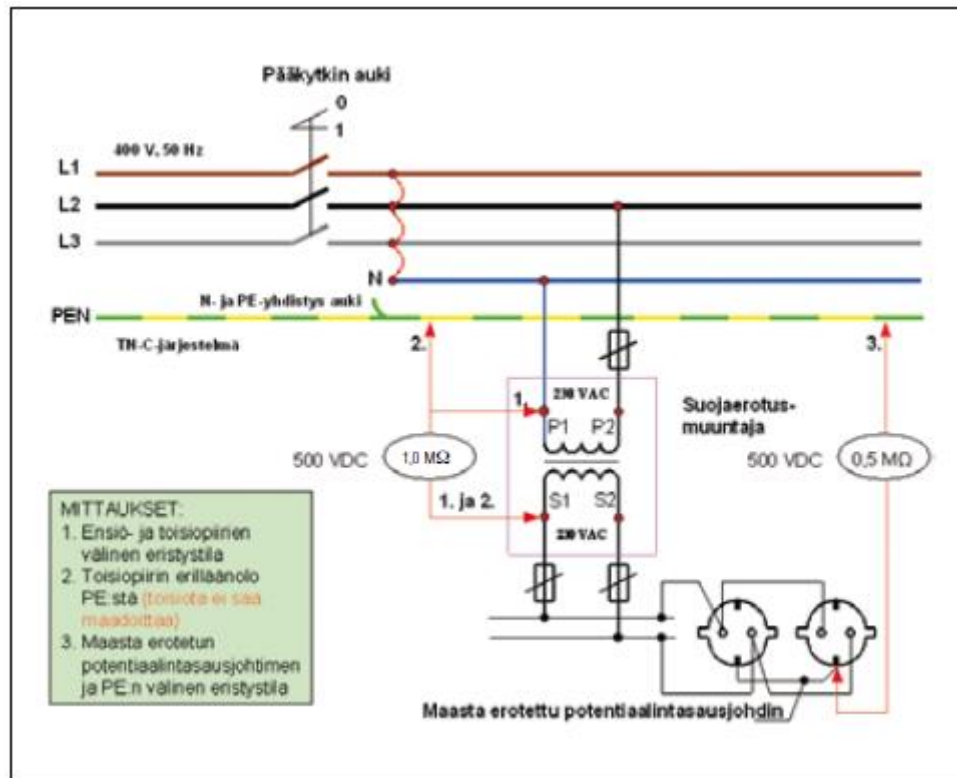 Pääkytkin auki
0
1
400 V, 50 Hz
L1
L2
L3
N
N- ja PE-yhdistys auki
PEN
TN-C-järjestelmä
2.
3.
1.
230 VAC
P1 P2
Suojaerotus-
muuntaja
500 VDC
1,0 MΩ
500 VDC
0,5 MΩ
1. ja 2.
S1 S2
230 VAC
MITTAUKSET:
1. Ensiö- ja toisiopiirien
välinen eristystila
2. Toisiopiirin erilläänolo
PE:stä (toisiota ei saa
maadoittaa)
3. Maasta erotetun
potentiaalintasausjohtimen
ja PE:n välinen eristystila
Maasta erotettu potentiaalintasausjohdin